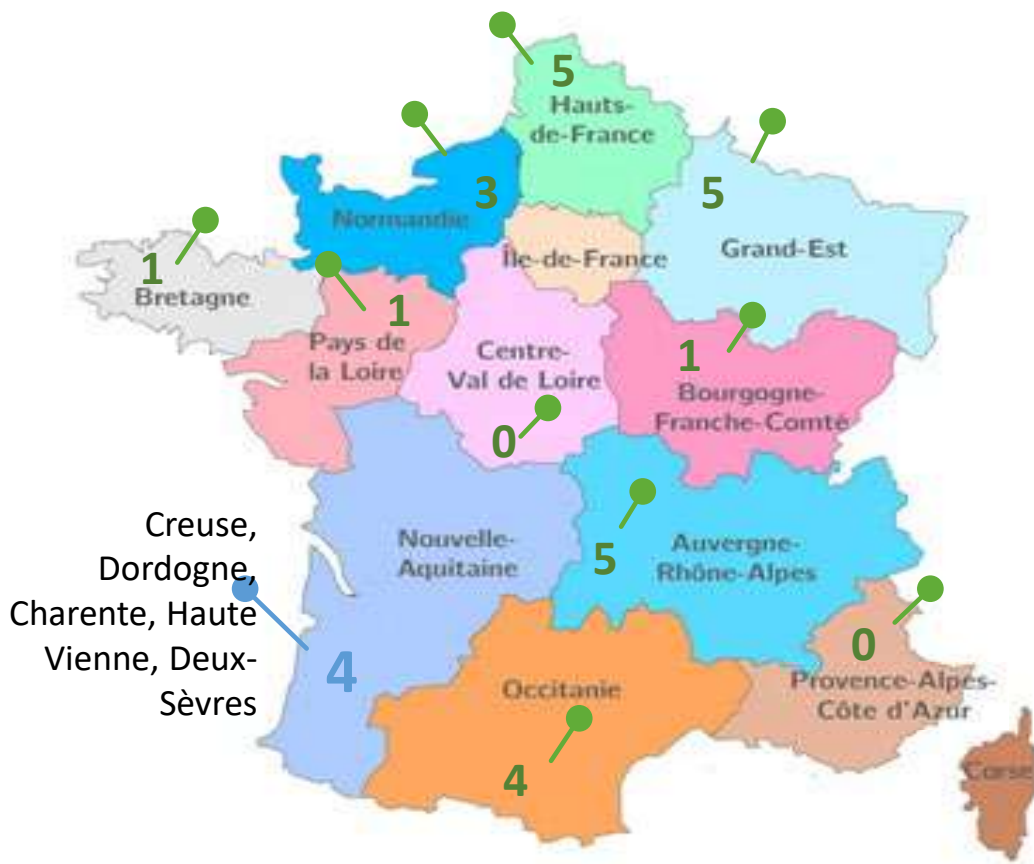 5
Hauts-
de-France
3
Normandie
5
Grand-Est
Île-de-France
1
Bretagne
1
Pays de
la Loire
Centre-
Val de Loire
0
1
Bourgogne-
Franche-Comté
Creuse,
Dordogne,
Charente, Haute
Vienne, Deux-
Sèvres
4
Nouvelle-
Aquitaine
5
Auvergne-
Rhône-Alpes
0
Provence-Alpes-
Côte d'Azur
Occitanie
4
Corse